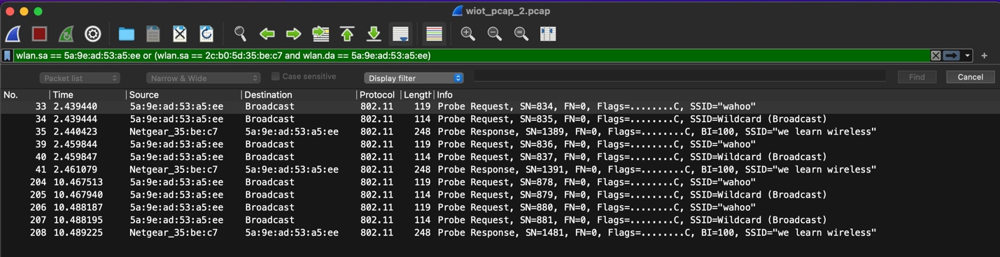 wiot_pcap_2.pcap
wlan.sa == 5a:9e:ad:53:a5:ee or (wlan.sa == 2c:b0:5d:35:be:c7 and wlan.da == 5a:9e:ad:53:a5:ee)
Packet list Narrow & Wide Case sensitive Display filter Find Cancel
No. Time Source Destination Protocol Length Info
33 2.439440 5a:9e:ad:53:a5:ee Broadcast 802.11 119 Probe Request, SN=834, FN=0, Flags=........C, SSID="wahoo"
34 2.439444 5a:9e:ad:53:a5:ee Broadcast 802.11 114 Probe Request, SN=835, FN=0, Flags=........C, SSID=Wildcard (Broadcast)
35 2.440423 Netgear_35:be:c7 5a:9e:ad:53:a5:ee 802.11 248 Probe Response, SN=1389, FN=0, Flags=........C, BI=100, SSID="we learn wireless"
39 2.459844 5a:9e:ad:53:a5:ee Broadcast 802.11 119 Probe Request, SN=836, FN=0, Flags=........C, SSID="wahoo"
40 2.459847 5a:9e:ad:53:a5:ee Broadcast 802.11 114 Probe Request, SN=837, FN=0, Flags=........C, SSID=Wildcard (Broadcast)
41 2.461079 Netgear_35:be:c7 5a:9e:ad:53:a5:ee 802.11 248 Probe Response, SN=1391, FN=0, Flags=........C, BI=100, SSID="we learn wireless"
204 10.467513 5a:9e:ad:53:a5:ee Broadcast 802.11 119 Probe Request, SN=878, FN=0, Flags=........C, SSID="wahoo"
205 10.467940 5a:9e:ad:53:a5:ee Broadcast 802.11 114 Probe Request, SN=879, FN=0, Flags=........C, SSID=Wildcard (Broadcast)
206 10.488187 5a:9e:ad:53:a5:ee Broadcast 802.11 119 Probe Request, SN=880, FN=0, Flags=........C, SSID="wahoo"
207 10.488195 5a:9e:ad:53:a5:ee Broadcast 802.11 114 Probe Request, SN=881, FN=0, Flags=........C, SSID=Wildcard (Broadcast)
208 10.489225 Netgear_35:be:c7 5a:9e:ad:53:a5:ee 802.11 248 Probe Response, SN=1481, FN=0, Flags=........C, BI=100, SSID="we learn wireless"